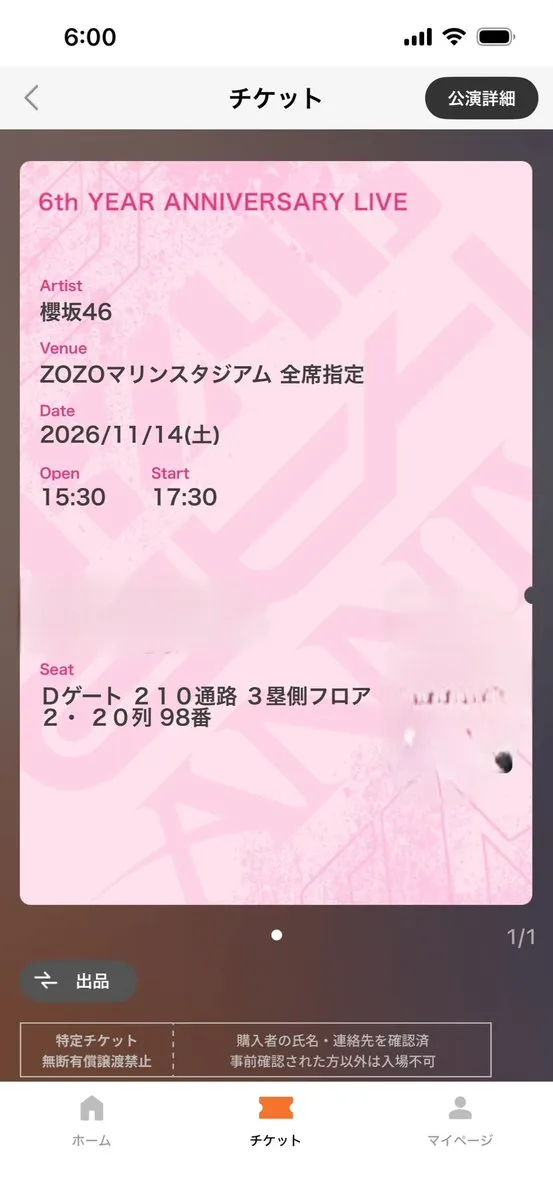 6:00
チケット
公演詳細
6th YEAR ANNIVERSARY LIVE
Artist
櫻坂46
Venue
ZOZOマリンスタジアム 全席指定
Date
2026/11/14(土)
Open Start
15:30 17:30
Seat
Dゲート ２１０通路 ３塁側フロア
２・ ２０列 98番
1/1
出品
特定チケット 購入者の氏名・連絡先を確認済
無断有償譲渡禁止 事前確認された方以外は入場不可
ホーム チケット マイページ